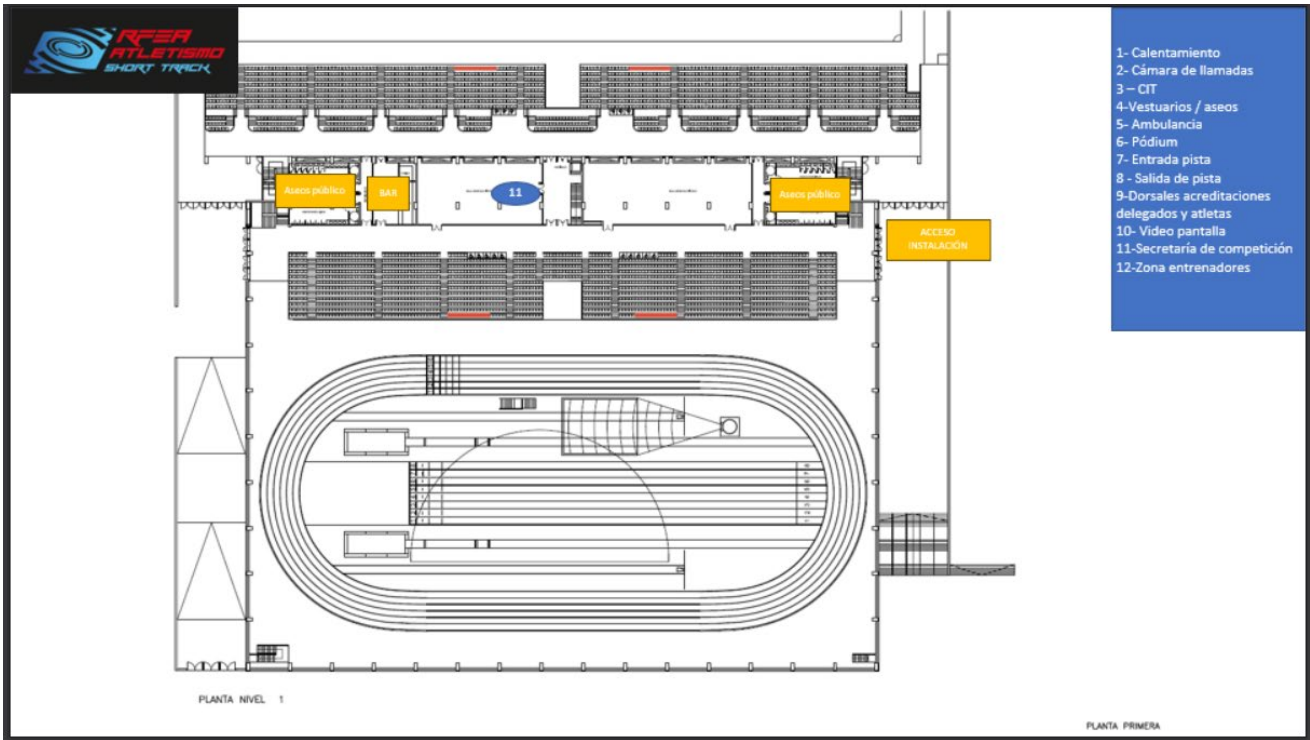 RFEA
ATLETISMO
SHORT TRACK
1- Calentamiento
2- Cámara de llamadas
3 – CIT
4-Vestuarios / aseos
5- Ambulancia
6- Pódium
7- Entrada pista
8 - Salida de pista
9-Dorsales acreditaciones
delegados y atletas
10- Video pantalla
11-Secretaría de competición
12-Zona entrenadores
Aseos público
BAR
11
Aseos público
ACCESO
INSTALACIÓN
PLANTA NIVEL 1
PLANTA PRIMERA